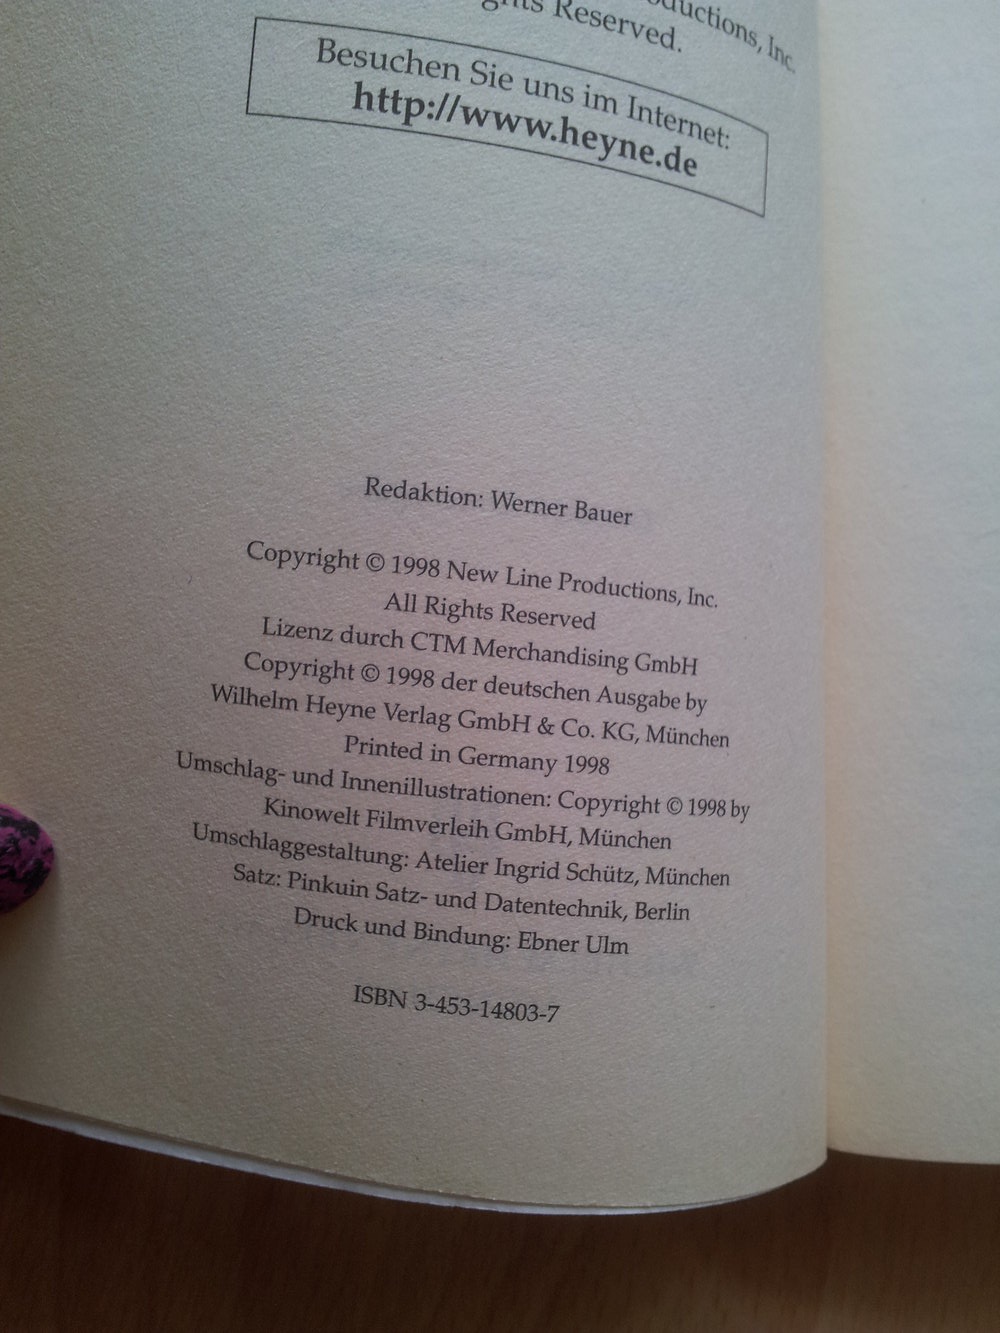 ductions, Inc.
Reserved.
Besuchen Sie uns im Internet:
http://www.heyne.de
Redaktion: Werner Bauer
Copyright © 1998 New Line Productions, Inc.
All Rights Reserved
Lizenz durch CTM Merchandising GmbH
Copyright © 1998 der deutschen Ausgabe by
Wilhelm Heyne Verlag GmbH & Co. KG, München
Printed in Germany 1998
Umschlag- und Innenillustrationen: Copyright © 1998 by
Kinowelt Filmverleih GmbH, München
Umschlaggestaltung: Atelier Ingrid Schütz, München
Satz: Pinkuin Satz- und Datentechnik, Berlin
Druck und Bindung: Ebner Ulm
ISBN 3-453-14803-7